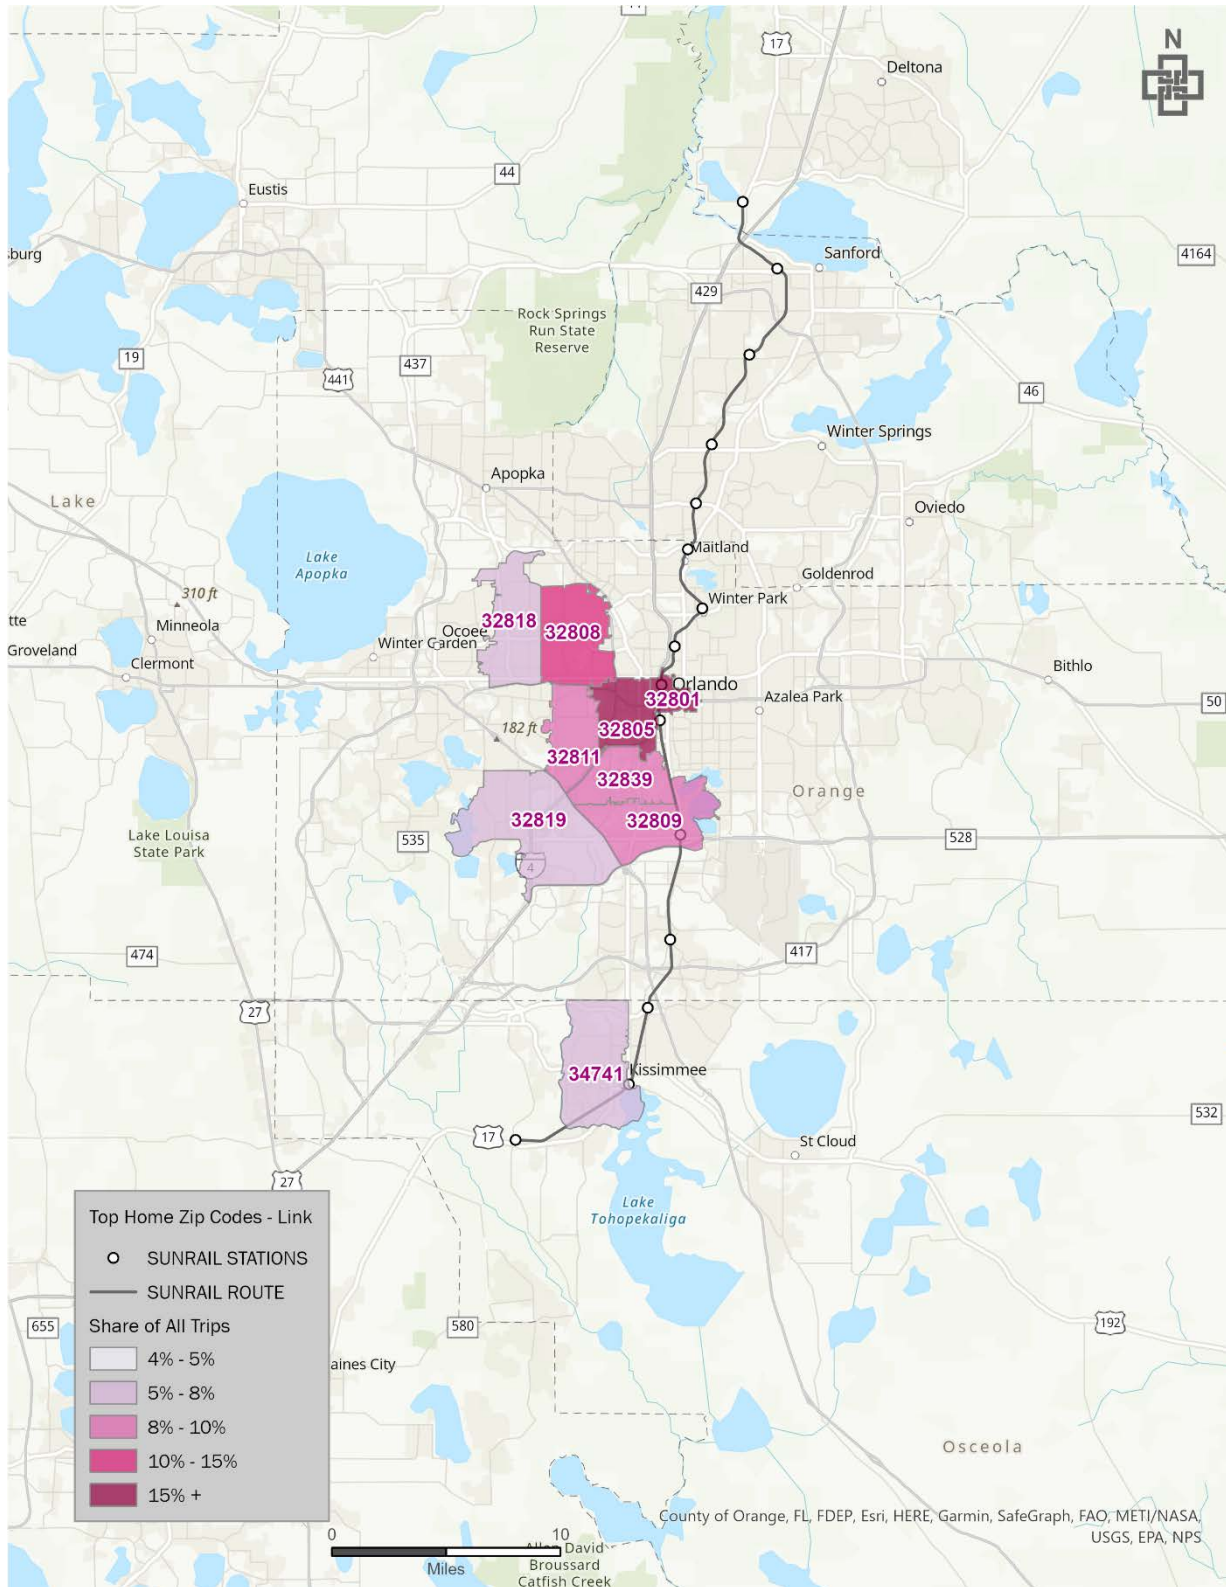 17
N
Deltona
44
Eustis
sburg
Sanford
4164
429
Rock Springs
Run State
Reserve
19
437
441
46
Winter Springs
Apopka
Lake
Oviedo
Lake
Apopka
Maitland
Goldenrod
310 ft
Winter Park
tte
Minneola
32818
32808
Ocoee
Winter Garden
Groveland
Clermont
Bithlo
Orlando
32801
Azalea Park
50
182 ft
32805
32811
32839
Orange
32819
32809
Lake Louisa
State Park
535
528
4
474
417
27
34741
Kissimmee
532
17
St Cloud
27
Lake
Tohopekaliga
Top Home Zip Codes - Link
SUNRAIL STATIONS
SUNRAIL ROUTE
Share of All Trips
4% - 5%
5% - 8%
8% - 10%
10% - 15%
15% +
655
580
192
aines City
Osceola
County of Orange, FL, FDEP, Esri, HERE, Garmin, SafeGraph, FAO, METI/NASA,
USGS, EPA, NPS
0
10
Miles
Allen David
Broussard
Catfish Creek